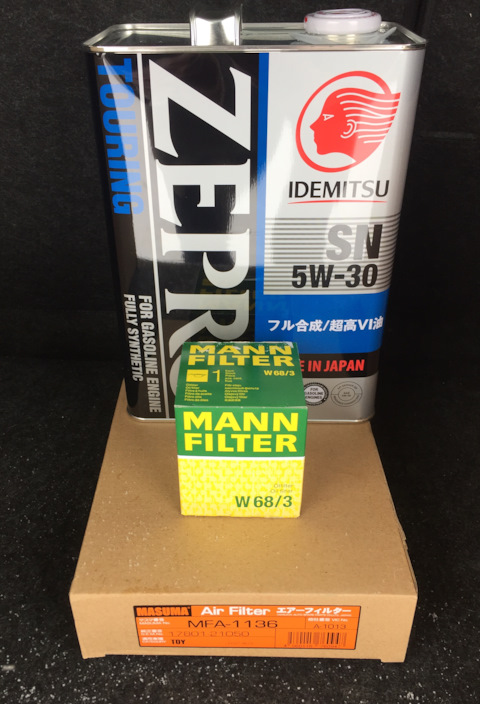 TOURING
ZEPRO
FOR GASOLINE ENGINE
FULLY SYNTHETIC
IDEMITSU
SN
5W-30
フル合成/超高VI油
IN JAPAN
MANN
FILTER
1
W 68/3
MANN
FILTER
W 68/3
MASUMA
Air Filter エアーフィルター
MFA-1136
A-1013
17801-21050
TOY